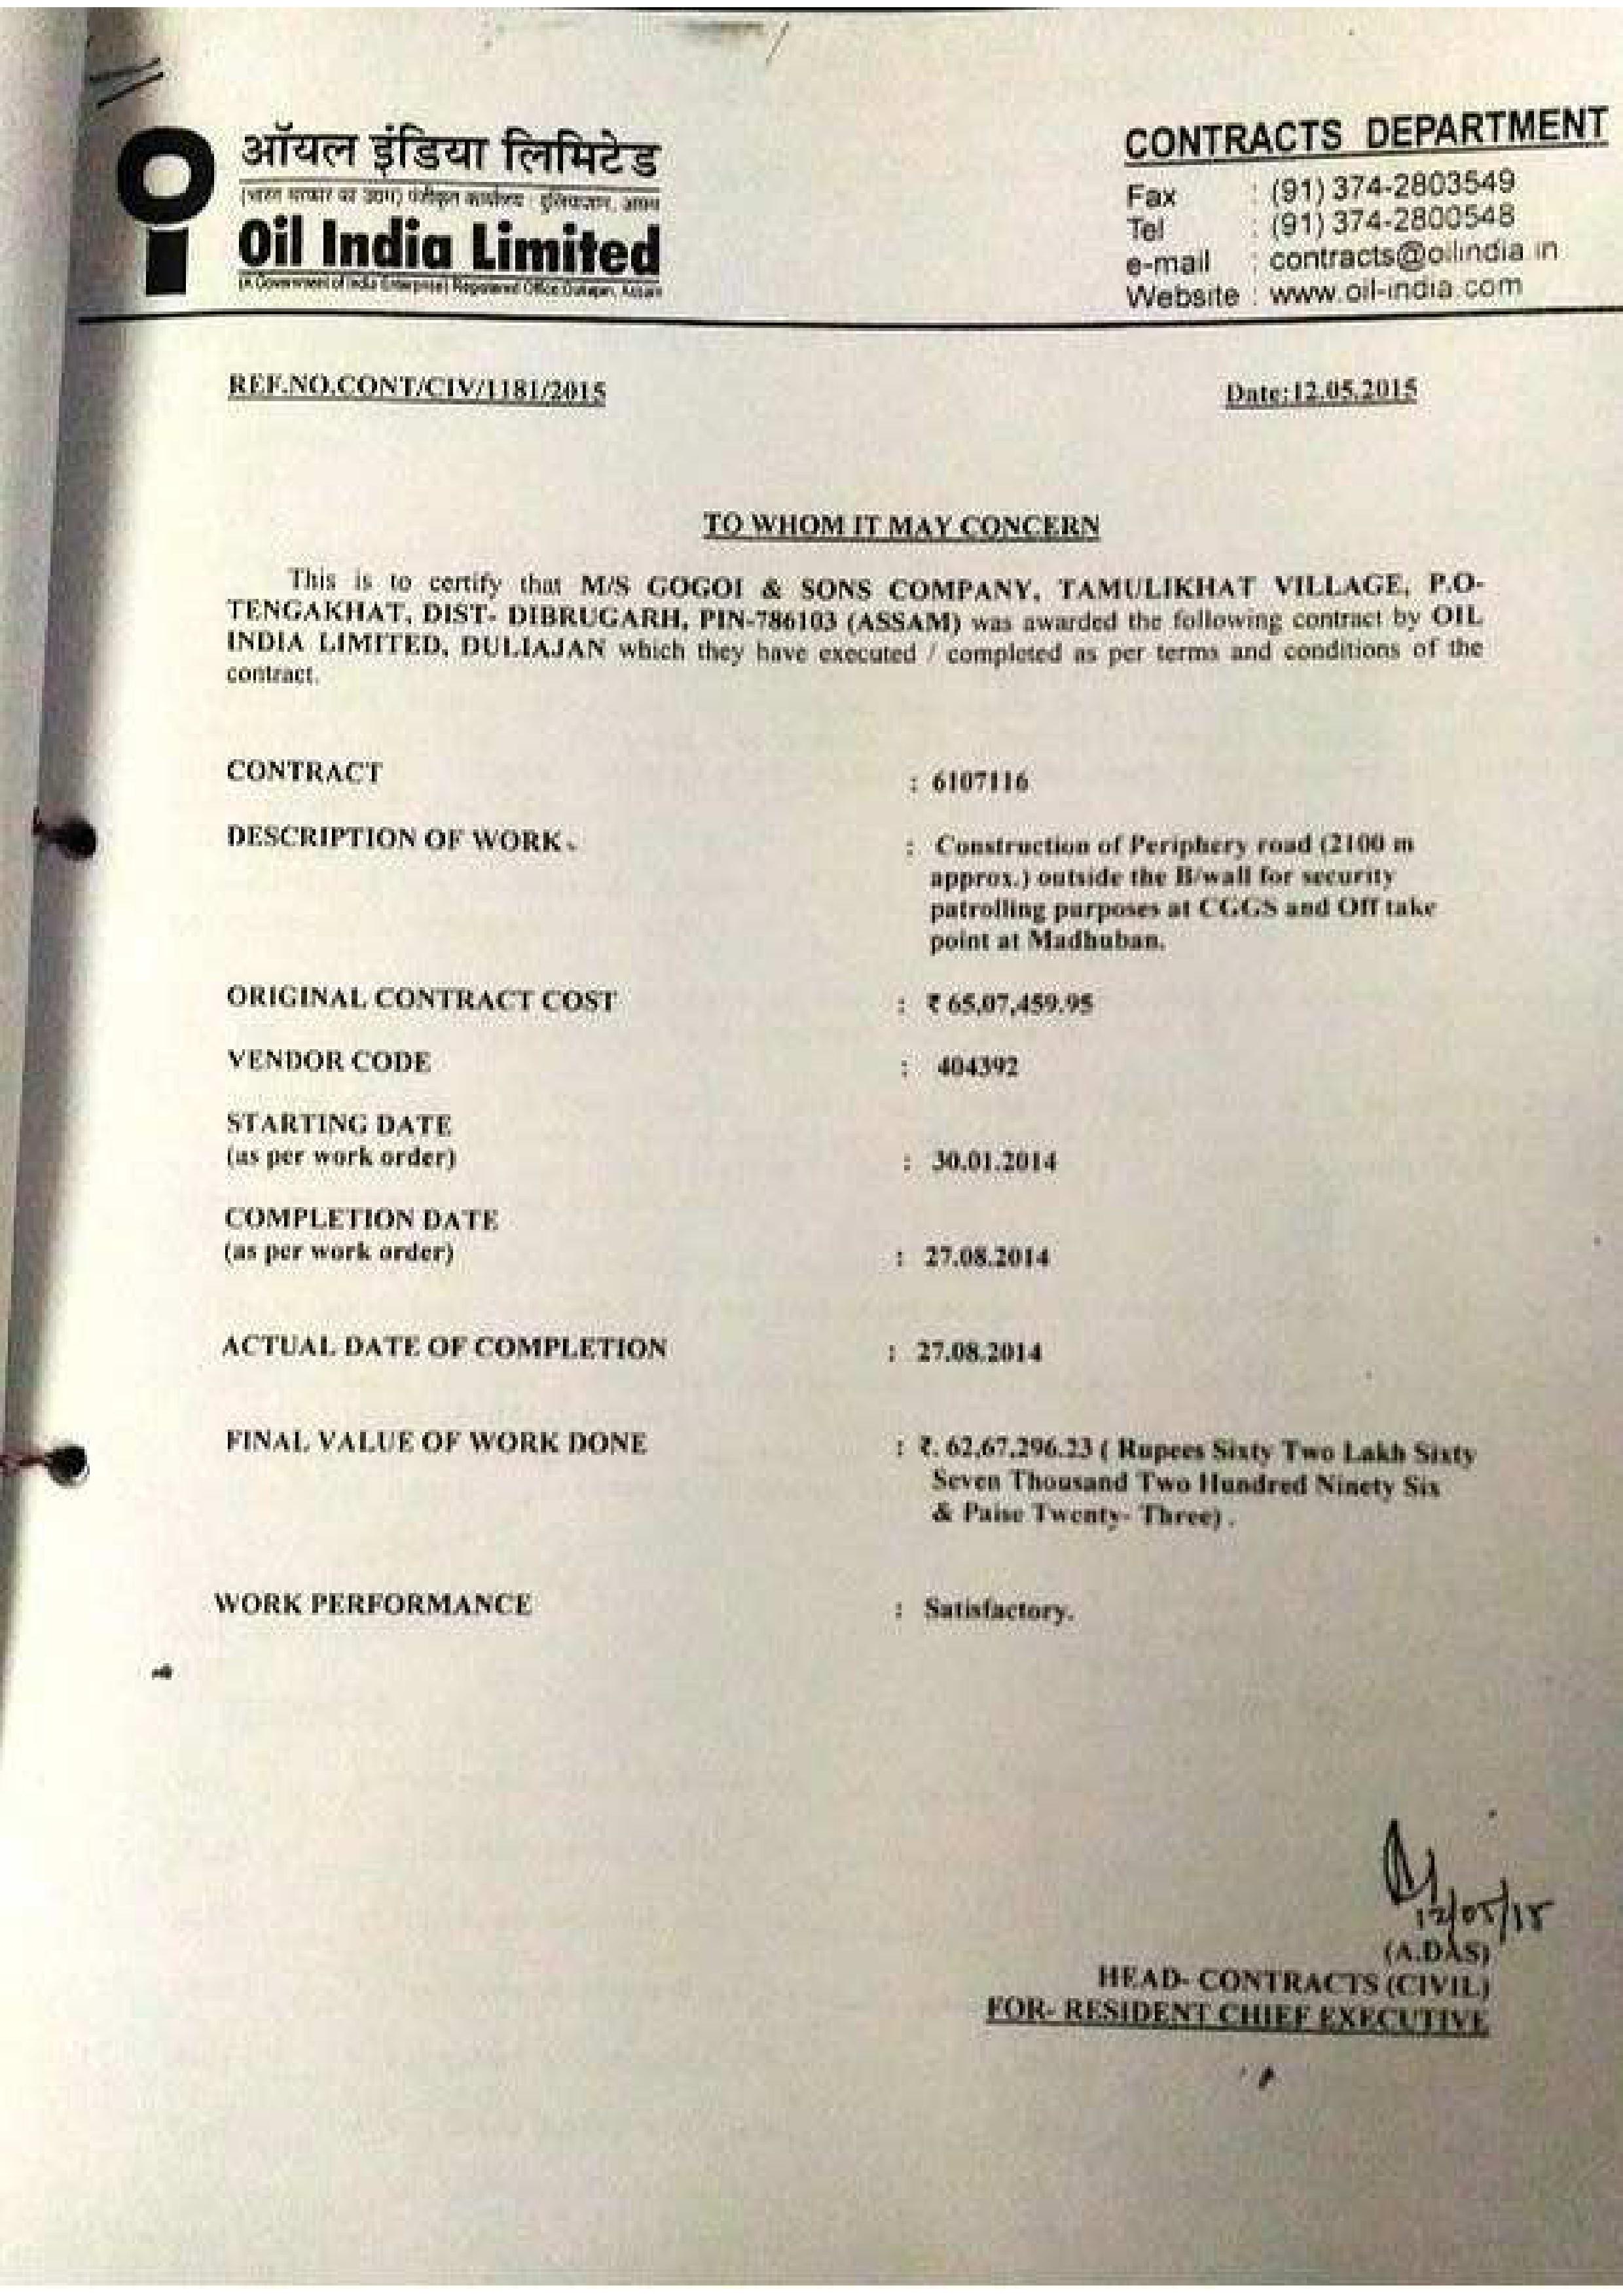 ऑयल इंडिया लिमिटेड
(भारत सरकार का उद्यम) पंजीकृत कार्यालय : दुलियाजान, असम
Oil India Limited
(A Government of India Enterprise) Registered Office Duliajan, Assam
CONTRACTS DEPARTMENT
Fax : (91) 374-2803549
Tel : (91) 374-2800548
e-mail : contracts@oilindia.in
Website : www.oil-india.com
REF.NO.CONT/CIV/1181/2015 Date:12.05.2015
TO WHOM IT MAY CONCERN
This is to certify that M/S GOGOI & SONS COMPANY, TAMULIKHAT VILLAGE, P.O-
TENGAKHAT, DIST- DIBRUGARH, PIN-786103 (ASSAM) was awarded the following contract by OIL
INDIA LIMITED, DULIAJAN which they have executed / completed as per terms and conditions of the
contract.
CONTRACT : 6107116
DESCRIPTION OF WORK : Construction of Periphery road (2100 m
approx.) outside the B/wall for security
patrolling purposes at CGGS and Off take
point at Madhuban.
ORIGINAL CONTRACT COST : ₹ 65,07,459.95
VENDOR CODE : 404392
STARTING DATE
(as per work order) : 30.01.2014
COMPLETION DATE
(as per work order) : 27.08.2014
ACTUAL DATE OF COMPLETION : 27.08.2014
FINAL VALUE OF WORK DONE : ₹. 62,67,296.23 ( Rupees Sixty Two Lakh Sixty
Seven Thousand Two Hundred Ninety Six
& Paise Twenty- Three) .
WORK PERFORMANCE : Satisfactory.
12/05/15
(A.DAS)
HEAD- CONTRACTS (CIVIL)
FOR- RESIDENT CHIEF EXECUTIVE